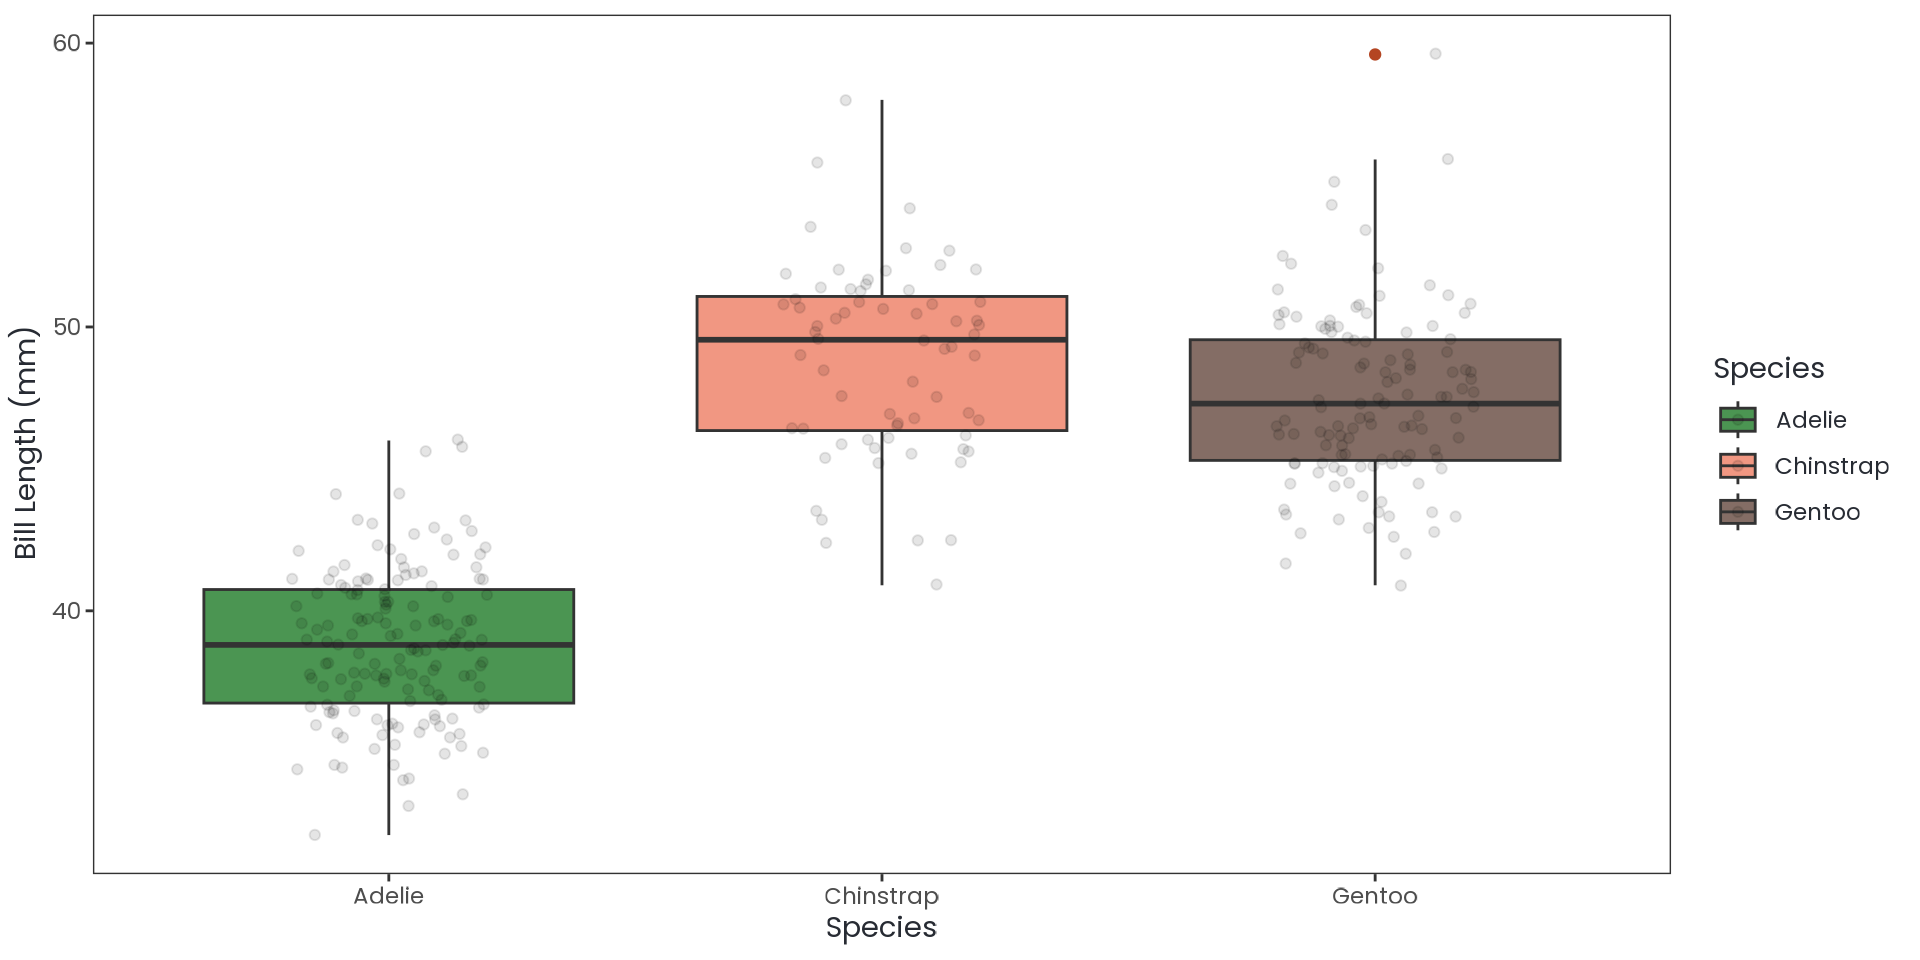 60
50
40
Bill Length (mm)
Adelie
Chinstrap
Gentoo
Species
Species
Adelie
Chinstrap
Gentoo